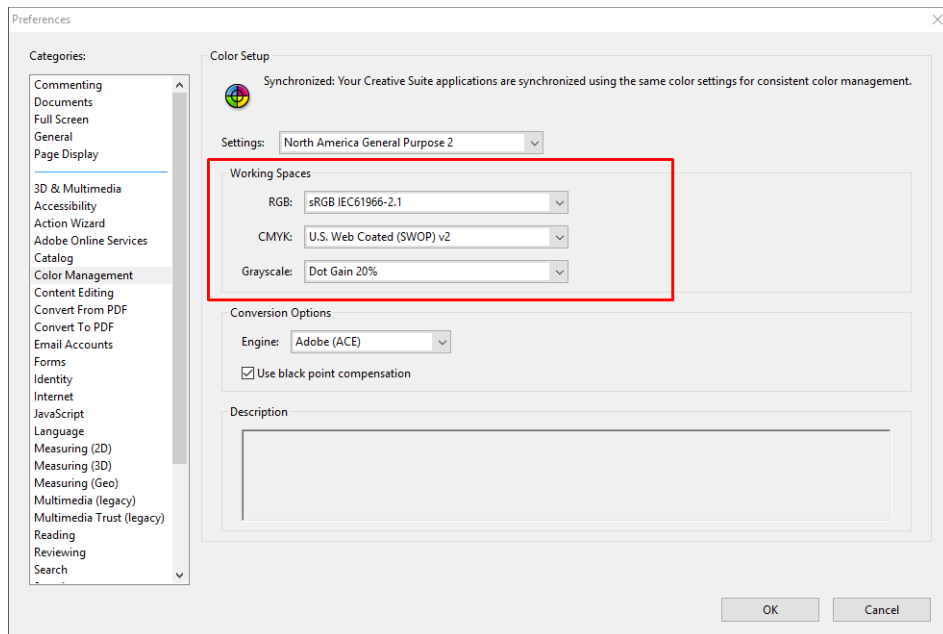 Preferences
Categories:
Commenting
Documents
Full Screen
General
Page Display
3D & Multimedia
Accessibility
Action Wizard
Adobe Online Services
Catalog
Color Management
Content Editing
Convert From PDF
Convert To PDF
Email Accounts
Forms
Identity
Internet
JavaScript
Language
Measuring (2D)
Measuring (3D)
Measuring (Geo)
Multimedia (legacy)
Multimedia Trust (legacy)
Reading
Reviewing
Search
Color Setup
Synchronized: Your Creative Suite applications are synchronized using the same color settings for consistent color management.
Settings: North America General Purpose 2
Working Spaces
RGB: sRGB IEC61966-2.1
CMYK: U.S. Web Coated (SWOP) v2
Grayscale: Dot Gain 20%
Conversion Options
Engine: Adobe (ACE)
Use black point compensation
Description
OK Cancel